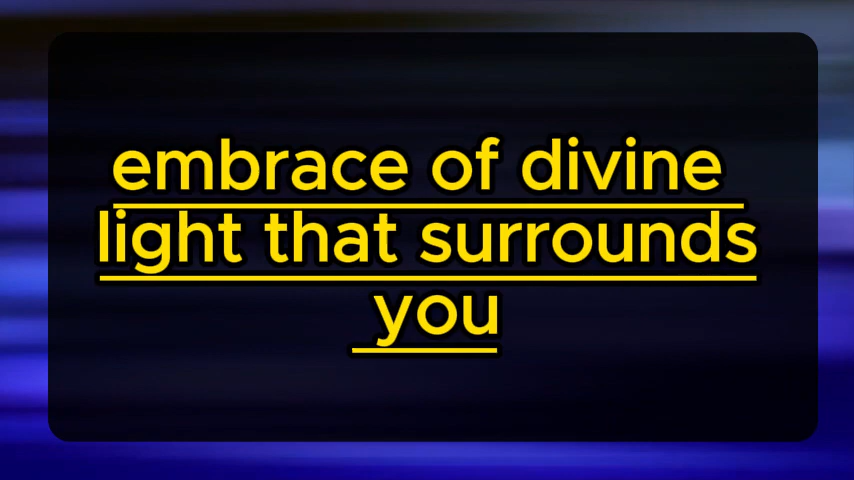 embrace of divine
light that surrounds
you